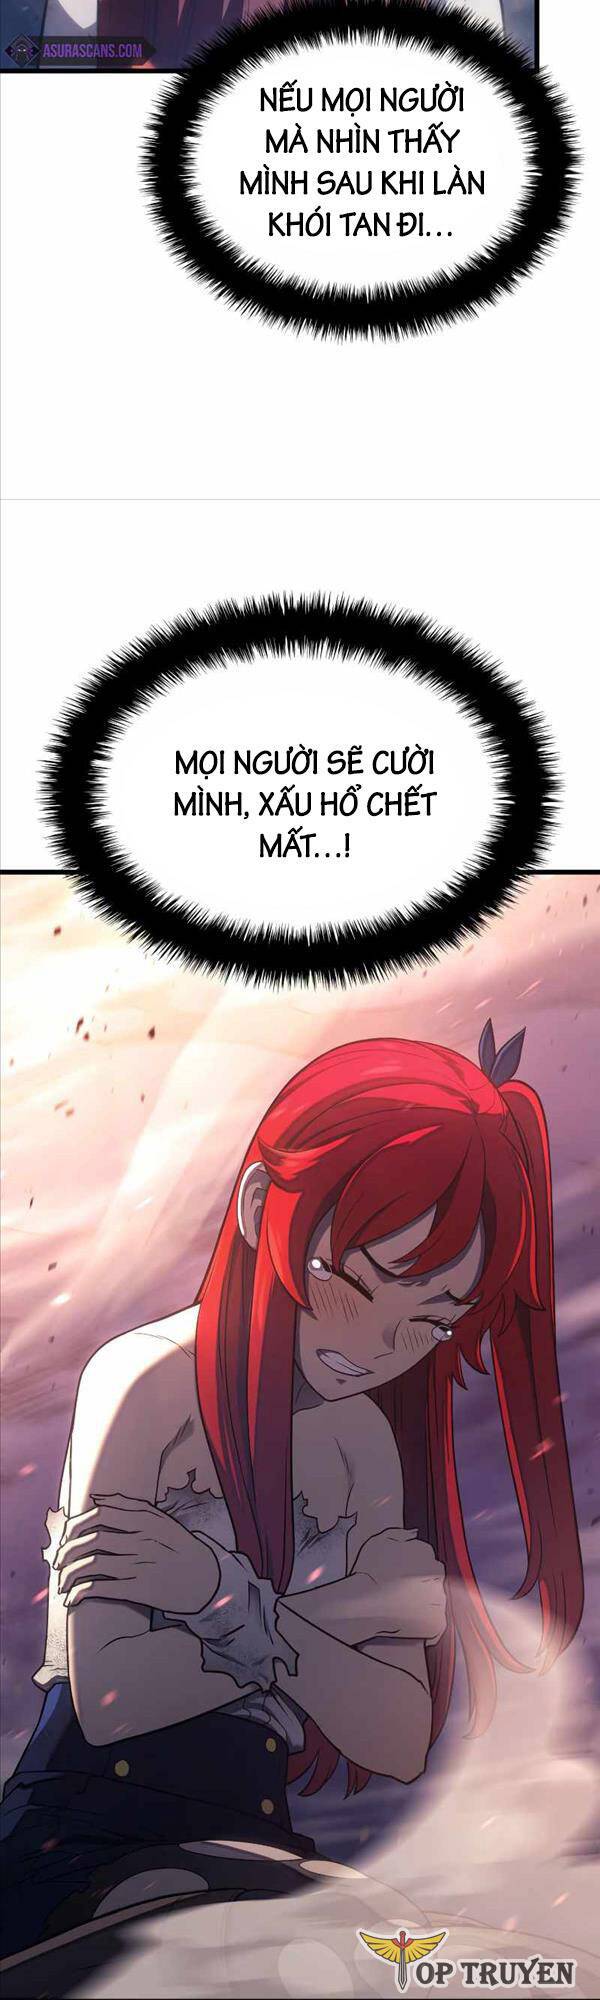 ASURASCANS.COM
NẾU MỌI NGƯỜI
MÀ NHÌN THẤY
MÌNH SAU KHI LÀN
KHÓI TAN ĐI...
MỌI NGƯỜI SẼ CƯỜI
MÌNH, XẤU HỔ CHẾT
MẤT...!
TOP TRUYEN